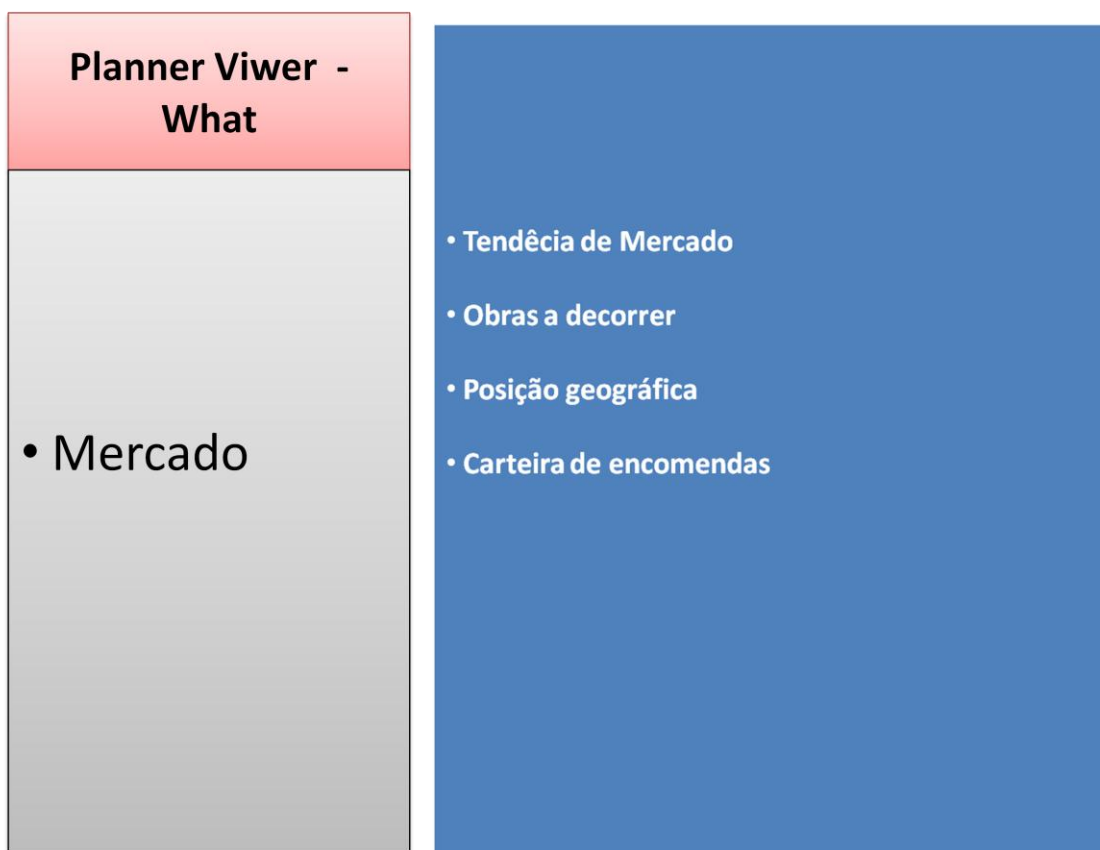 Planner Viwer -
What
• Mercado
• Tendêcia de Mercado
• Obras a decorrer
• Posição geográfica
• Carteira de encomendas